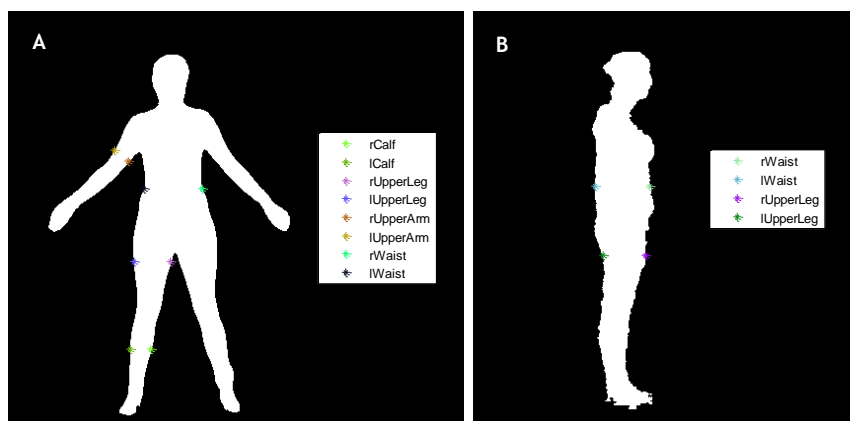 A
rCalf
lCalf
rUpperLeg
lUpperLeg
rUpperArm
lUpperArm
rWaist
lWaist
B
rWaist
lWaist
rUpperLeg
lUpperLeg